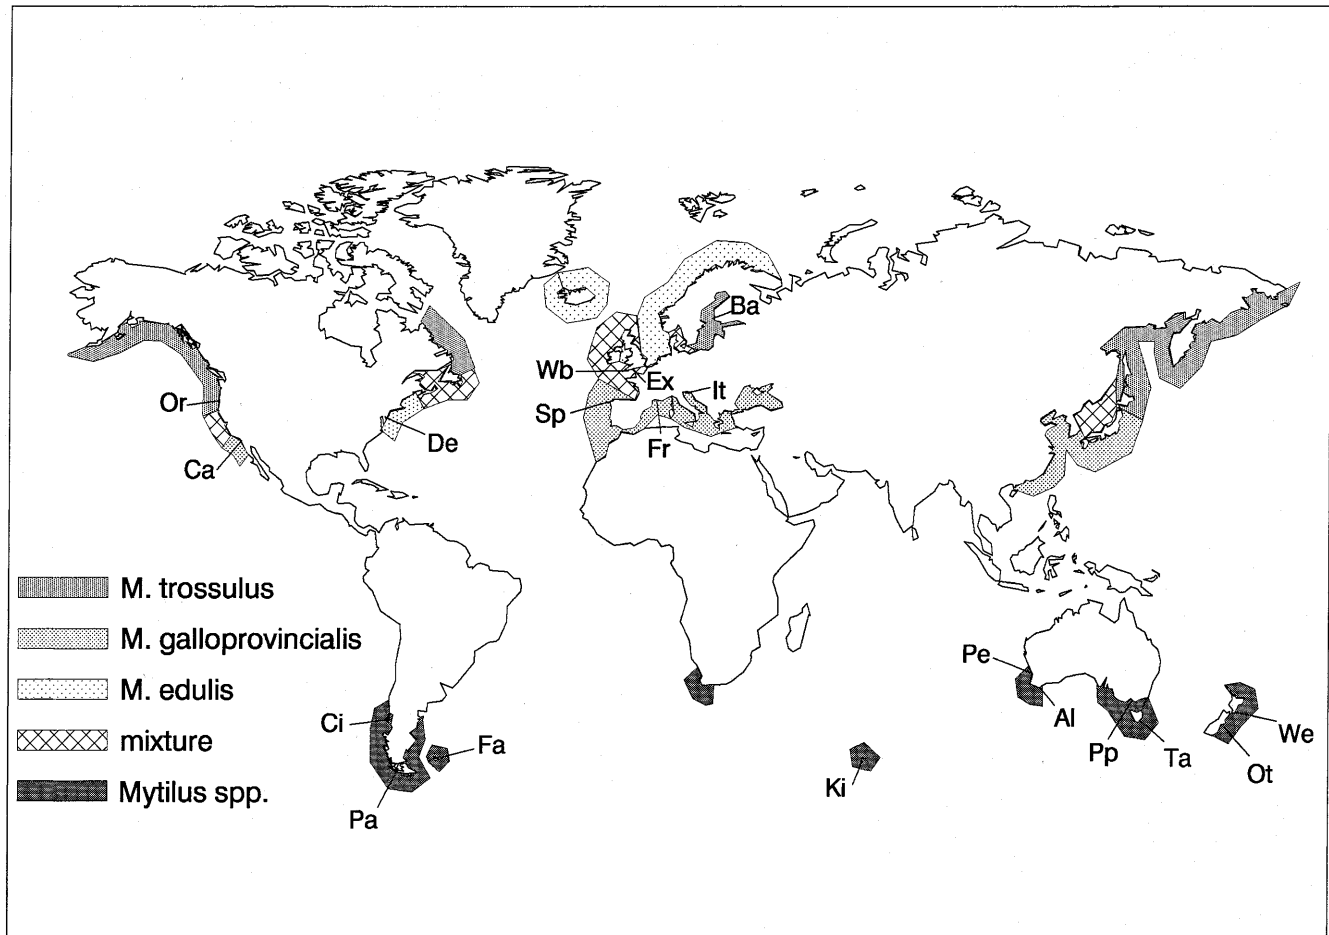 Ba
Wb
Ex
It
Or
Sp
De
Fr
Ca
M. trossulus
M. galloprovincialis
Pe
M. edulis
Ci
Al
We
mixture
Fa
Pp
Ta
Ot
Mytilus spp.
Ki
Pa